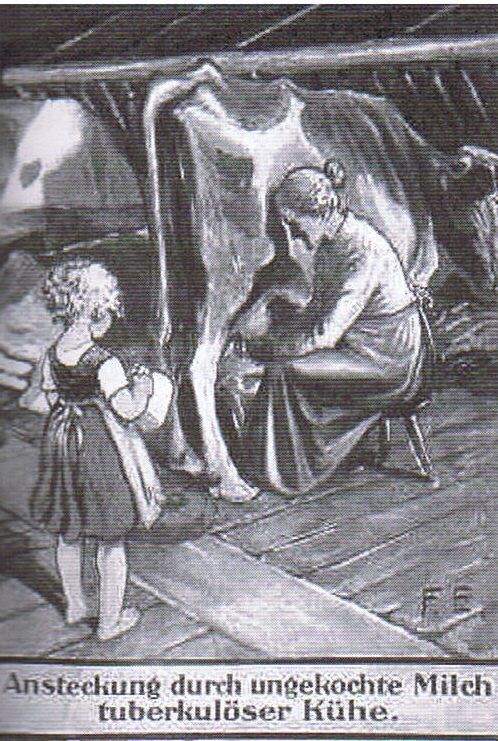 F E.
Ansteckung durch ungekochte Milch
tuberkulöser Kühe.